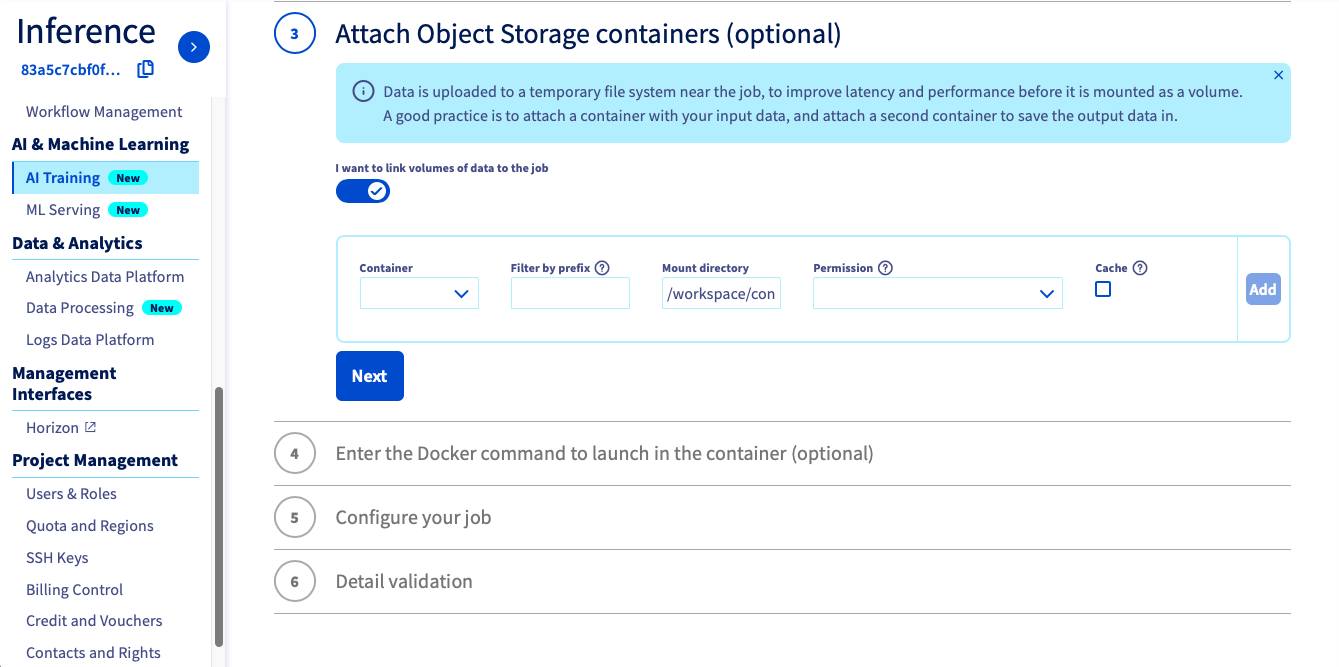 Inference
83a5c7cbf0f...
Workflow Management
AI & Machine Learning
AI Training New
ML Serving New
Data & Analytics
Analytics Data Platform
Data Processing New
Logs Data Platform
Management
Interfaces
Horizon
Project Management
Users & Roles
Quota and Regions
SSH Keys
Billing Control
Credit and Vouchers
Contacts and Rights
3 Attach Object Storage containers (optional)
Data is uploaded to a temporary file system near the job, to improve latency and performance before it is mounted as a volume.
A good practice is to attach a container with your input data, and attach a second container to save the output data in.
I want to link volumes of data to the job
Container Filter by prefix ? Mount directory Permission ? Cache ?
/workspace/con
Add
Next
4 Enter the Docker command to launch in the container (optional)
5 Configure your job
6 Detail validation